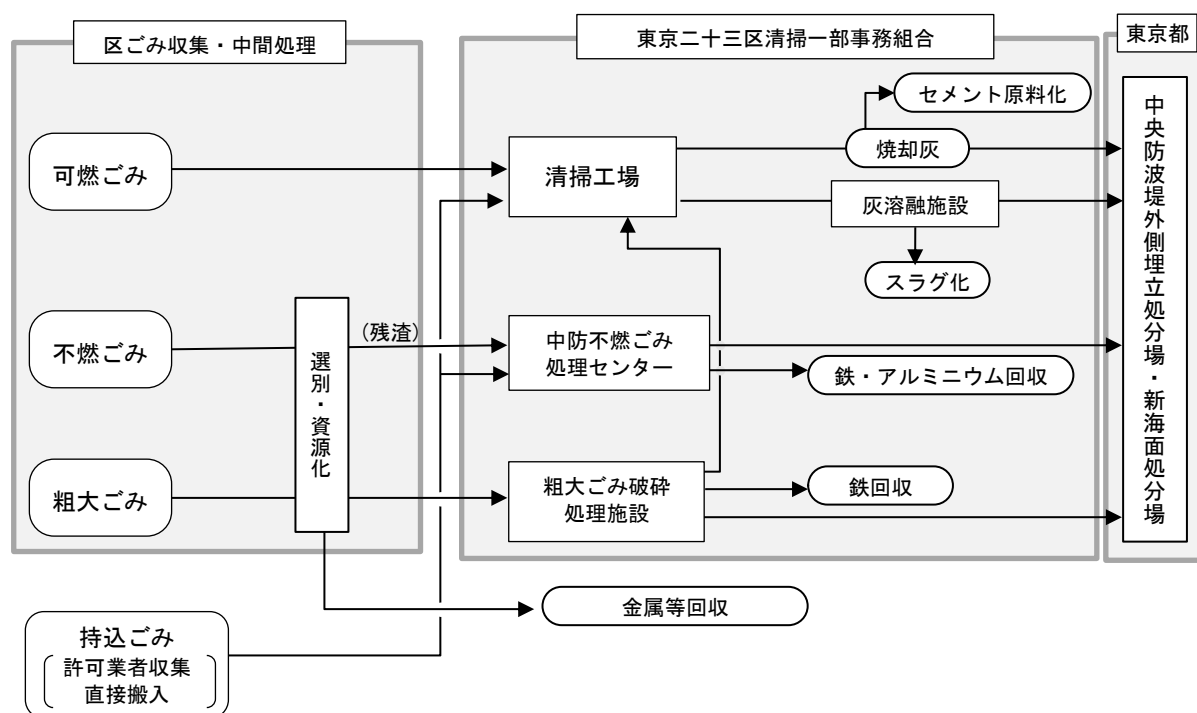 区ごみ収集・中間処理
東京二十三区清掃一部事務組合
東京都
セメント原料化
可燃ごみ
清掃工場
焼却灰
灰溶融施設
スラグ化
不燃ごみ
選別・資源化
(残渣)
中防不燃ごみ
処理センター
鉄・アルミニウム回収
粗大ごみ
粗大ごみ破砕
処理施設
鉄回収
中央防波堤外側埋立処分場・新海面処分場
金属等回収
持込ごみ
許可業者収集
直接搬入